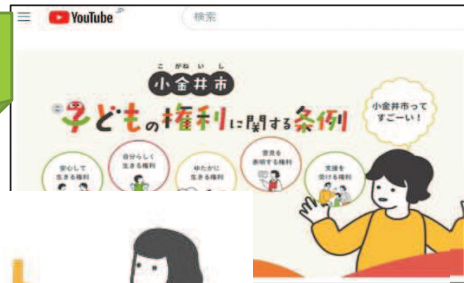 YouTube JP
検索
こがねいし
小金井市
子どもの権利に関する条例
小金井市って
すごーい!
安心して
生きる権利
自分らしく
生きる権利
ゆたかに
生きる権利
意見を
表明する権利
支援を
受ける権利